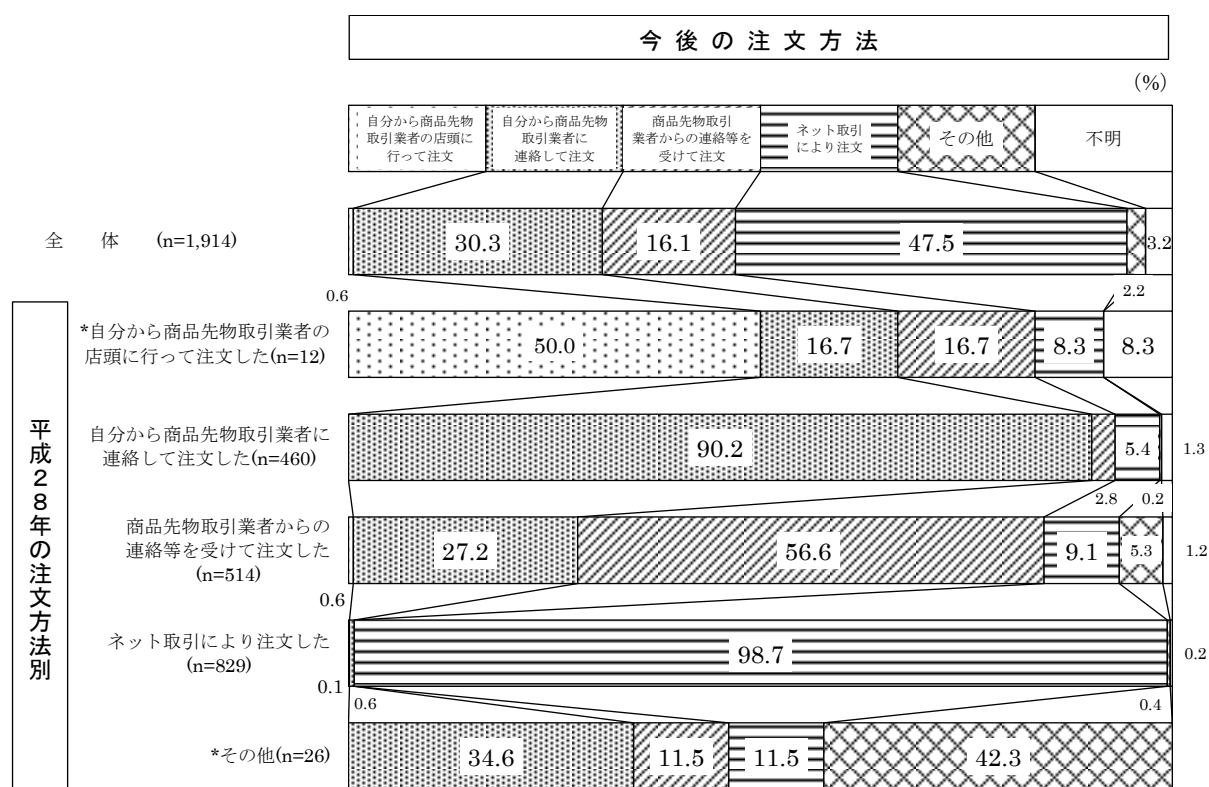 今後の注文方法
(%)
自分から商品先物
取引業者の店頭に
行って注文
自分から商品先物
取引業者に
連絡して注文
商品先物取引
業者からの連絡等を
受けて注文
ネット取引
により注文
その他
不明
全 体 (n=1,914)
30.3
16.1
47.5
3.2
0.6
2.2
平成28年の注文方法別
*自分から商品先物取引業者の
店頭に行って注文した(n=12)
50.0
16.7
16.7
8.3
8.3
自分から商品先物取引業者に
連絡して注文した(n=460)
90.2
5.4
1.3
2.8
0.2
商品先物取引業者からの
連絡等を受けて注文した
(n=514)
27.2
56.6
9.1
5.3
1.2
0.6
ネット取引により注文した
(n=829)
98.7
0.2
0.1
0.6
0.4
*その他(n=26)
34.6
11.5
11.5
42.3